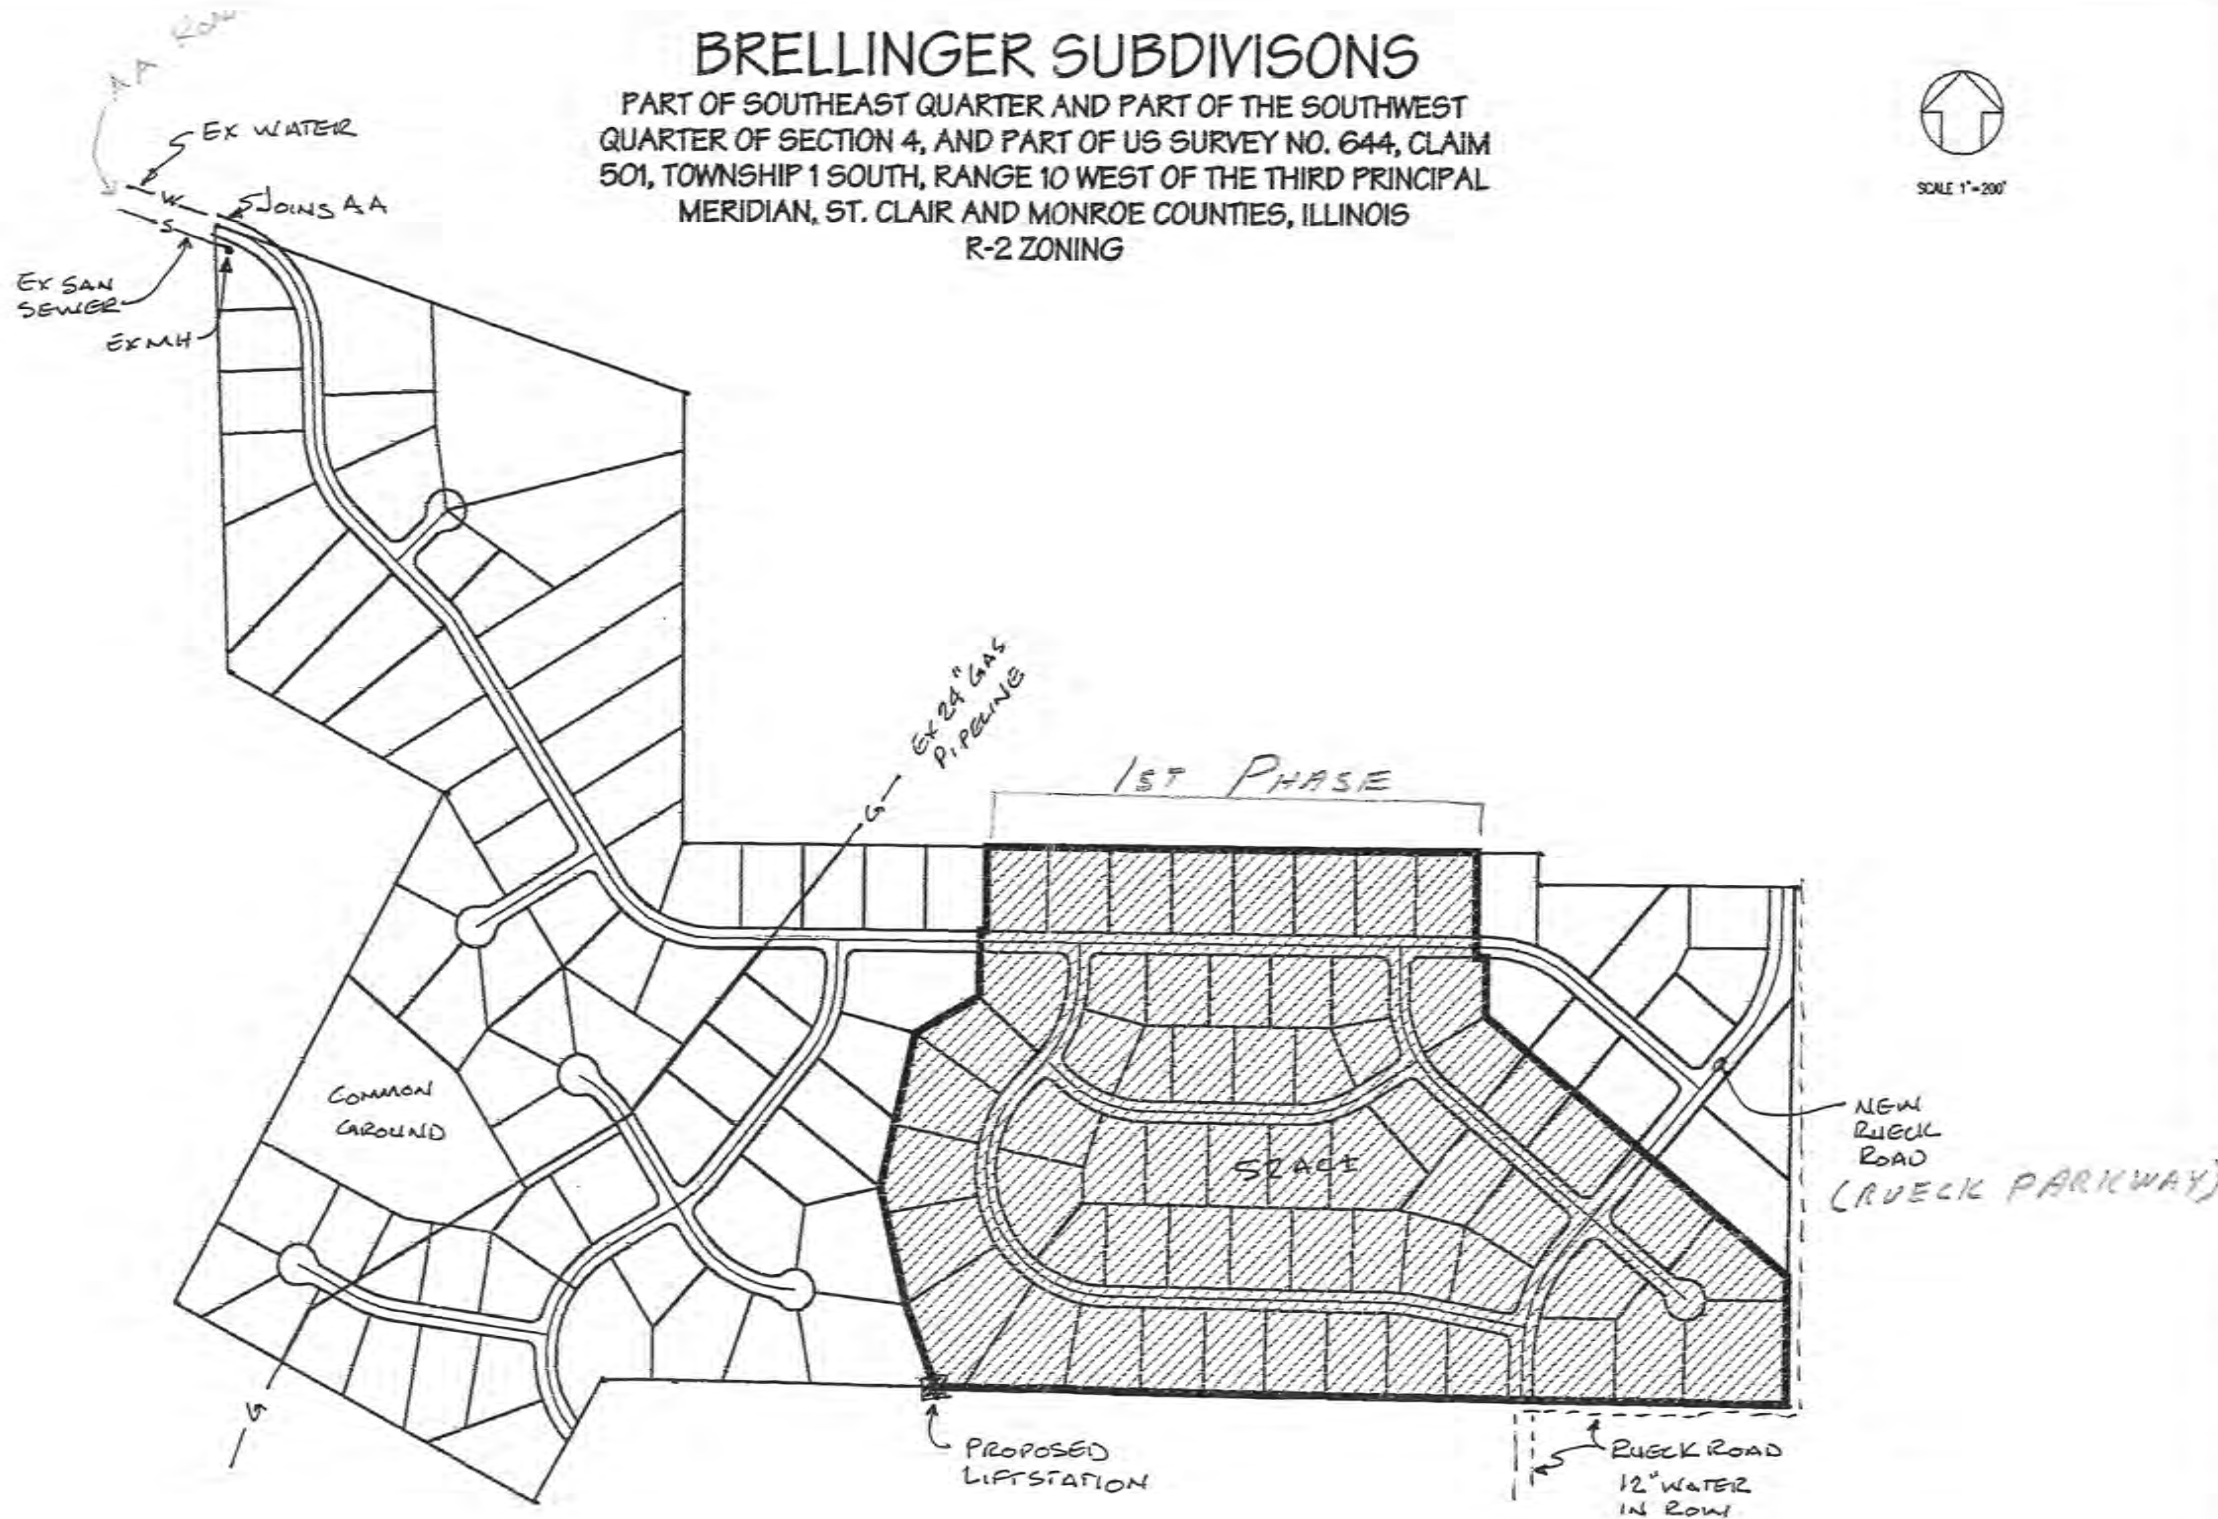 AA ROAD
BRELLINGER SUBDIVISONS
PART OF SOUTHEAST QUARTER AND PART OF THE SOUTHWEST
QUARTER OF SECTION 4, AND PART OF US SURVEY NO. 644, CLAIM
501, TOWNSHIP 1 SOUTH, RANGE 10 WEST OF THE THIRD PRINCIPAL
MERIDIAN, ST. CLAIR AND MONROE COUNTIES, ILLINOIS
R-2 ZONING
SCALE 1"=200'
EX WATER
W
S
JOINS AA
EX SAN
SEWER
EX MH
EX 24" GAS
PIPELINE
G
1ST PHASE
COMMON
GROUND
52 AC±
NEW
RUECK
ROAD
(RUECK PARKWAY)
G
PROPOSED
LIFTSTATION
RUECK ROAD
12" WATER
IN ROW